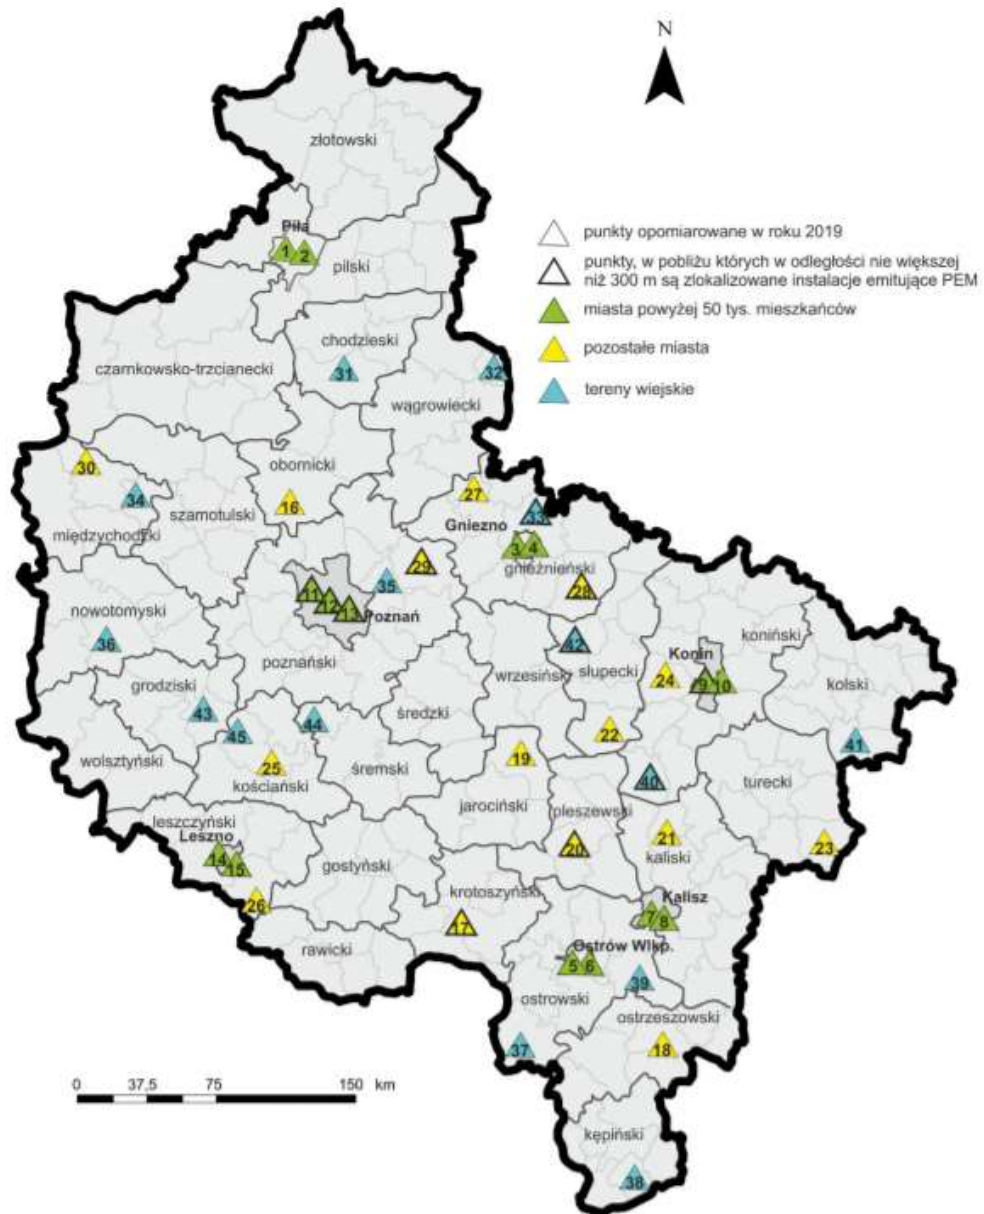 N
złotowski
Piła
1
2
pilski
punkty opomiarowane w roku 2019
punkty, w pobliżu których w odległości nie większej
niż 300 m są zlokalizowane instalacje emitujące PEM
miasta powyżej 50 tys. mieszkańców
pozostałe miasta
tereny wiejskie
chodzieski
czarnkowsko-trzcianecki
31
32
wągrowiecki
obornicki
30
27
34
16
szamotulski
33
Gniezno
międzychodzki
3
4
gnieźnieński
29
28
35
11
12
13
Poznań
nowotomyski
36
42
koniński
Konin
poznański
wrzesiński
słupecki
24
9
10
kolski
grodziski
średzki
43
44
45
22
41
wolsztyński
25
19
kościański
śremski
40
turecki
jarociński
pleszewski
leszczyński
Leszno
21
23
20
14
15
kaliski
gostyński
krotoszyński
Kalisz
26
7
8
17
rawicki
Ostrów Wlkp.
5
6
39
ostrowski
ostrzeszowski
37
18
0 37,5 75 150 km
kępiński
38